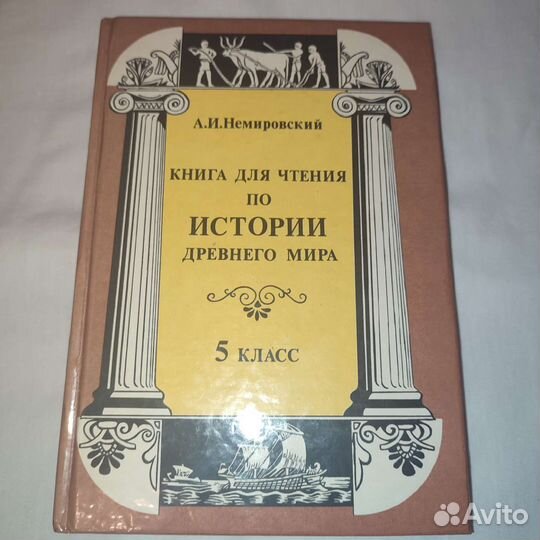 А.И.Немировский
КНИГА ДЛЯ ЧТЕНИЯ
ПО
ИСТОРИИ
ДРЕВНЕГО МИРА
5 КЛАСС
Avito